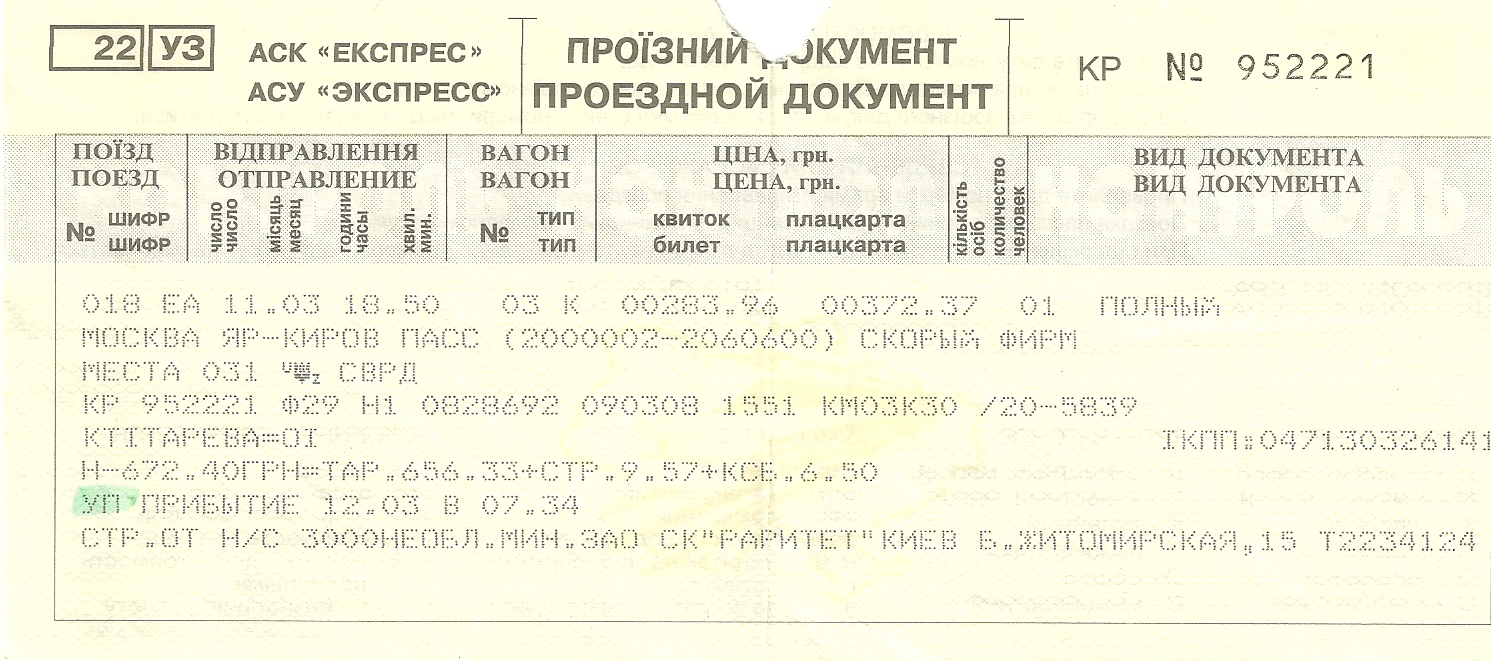 22 УЗ АСК «ЕКСПРЕС» ПРОЇЗНИЙ ДОКУМЕНТ КР № 952221
АСУ «ЭКСПРЕСС» ПРОЕЗДНОЙ ДОКУМЕНТ
ПОЇЗД ВІДПРАВЛЕННЯ ВАГОН ЦІНА, грн. ВИД ДОКУМЕНТА
ПОЕЗД ОТПРАВЛЕНИЕ ВАГОН ЦЕНА, грн. ВИД ДОКУМЕНТА
№ шифр число місяць години хвил. № тип квиток плацкарта кількість осіб
шифр число месяц часы мин. тип билет плацкарта количество человек
018 ЕА 11.03 18.50 03 К 00283.96 00372.37 01 ПОЛНЫЙ
МОСКВА ЯР-КИРОВ ПАСС (2000002-2060600) СКОРЫЙ ФИРМ
МЕСТА 031 СВРД
КР 952221 Ф29 Н1 0828692 090308 1551 КМ03К30 /20-5839
КТІТАРЕВА=ОІ ІКПП:047130326141
Н-672.40ГРН=ТАР.656.33+СТР.9.57+КСБ.6.50
УП ПРИБЫТИЕ 12.03 В 07.34
СТР.ОТ Н/С 3000НЕОБЛ.МИН.ЗАО СК"РАРИТЕТ"КИЕВ Б.ЖИТОМИРСКАЯ,15 Т2234124